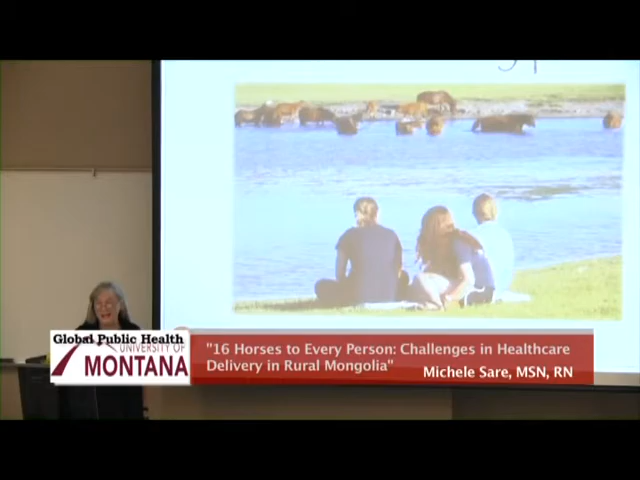 Global Public Health
UNIVERSITY OF
MONTANA
"16 Horses to Every Person: Challenges in Healthcare
Delivery in Rural Mongolia"
Michele Sare, MSN, RN